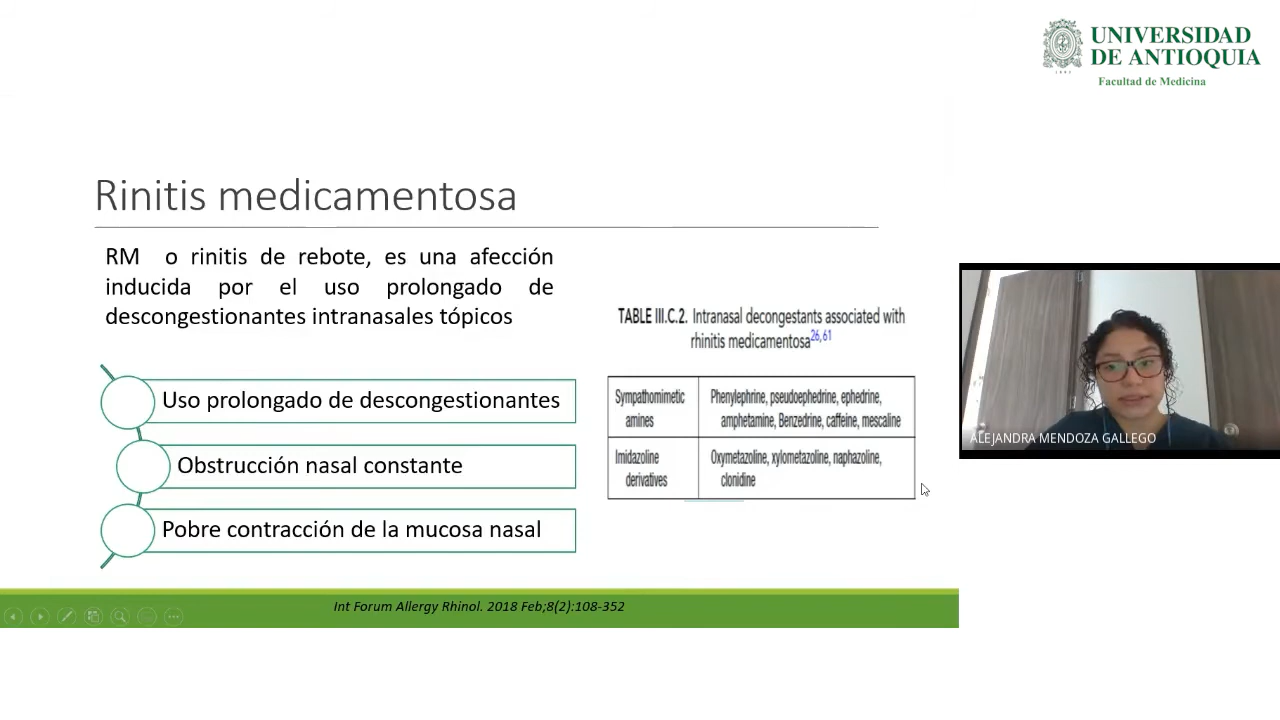 UNIVERSIDAD
DE ANTIOQUIA
1803
Facultad de Medicina
Rinitis medicamentosa
RM o rinitis de rebote, es una afección
inducida por el uso prolongado de
descongestionantes intranasales tópicos
Uso prolongado de descongestionantes
Obstrucción nasal constante
Pobre contracción de la mucosa nasal
TABLE III.C.2. Intranasal decongestants associated with
rhinitis medicamentosa26,61
Sympathomimetic
amines
Phenylephrine, pseudoephedrine, ephedrine,
amphetamine, Benzedrine, caffeine, mescaline
Imidazoline
derivatives
Oxymetazoline, xylometazoline, naphazoline,
clonidine
Int Forum Allergy Rhinol. 2018 Feb;8(2):108-352
ALEJANDRA MENDOZA GALLEGO